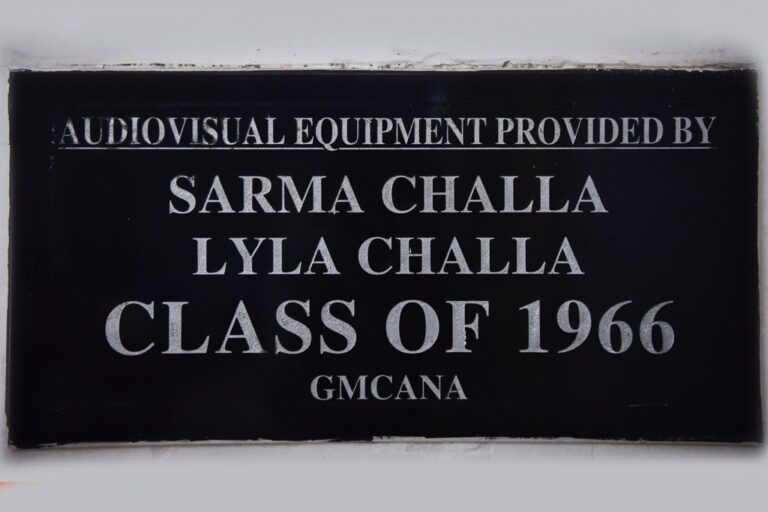 AUDIOVISUAL EQUIPMENT PROVIDED BY
SARMA CHALLA
LYLA CHALLA
CLASS OF 1966
GMCANA